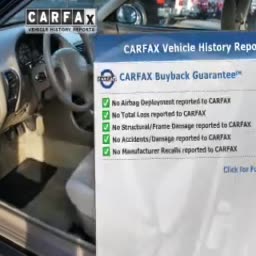 CARFAX
VEHICLE HISTORY REPORTS
CARFAX Vehicle History Repo
CARFAX Buyback Guarantee™
No Airbag Deployment reported to CARFAX
No Total Loss reported to CARFAX
No Structural/Frame Damage reported to CARFAX
No Accidents/Damage reported to CARFAX
No Manufacturer Recalls reported to CARFAX
Click for Fu